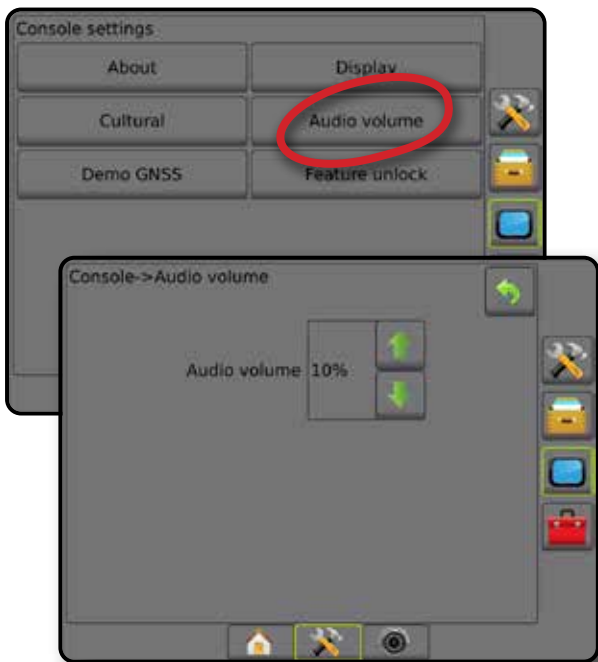 Console settings
About
Display
Cultural
Audio volume
Demo GNSS
Feature unlock
Console->Audio volume
Audio volume 10%